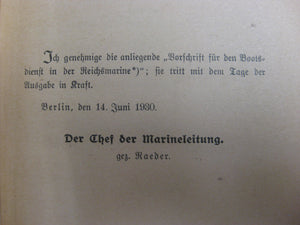 Ich genehmige die anliegende „Vorschrift für den Boots-
dienst in der Reichsmarine*)“; sie tritt mit dem Tage der
Ausgabe in Kraft.
Berlin, den 14. Juni 1930.
Der Chef der Marineleitung.
gez. Raeder.